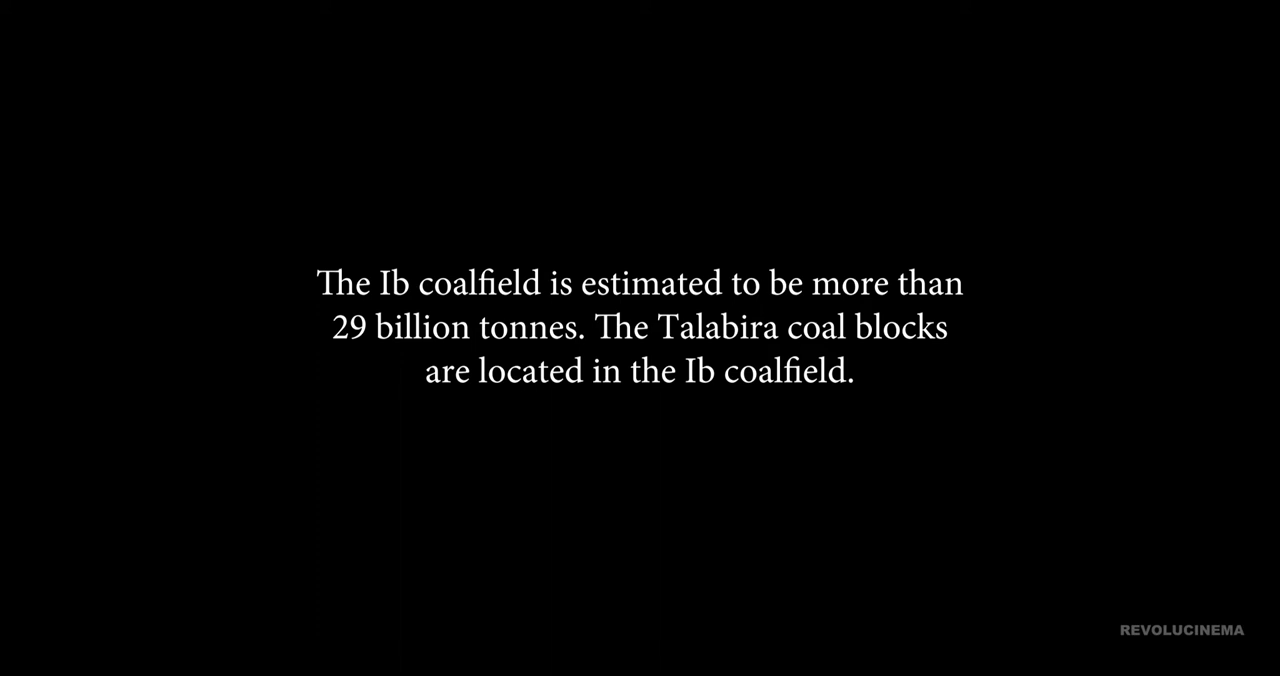 The Ib coalfield is estimated to be more than
29 billion tonnes. The Talabira coal blocks
are located in the Ib coalfield.
REVOLUCINEMA